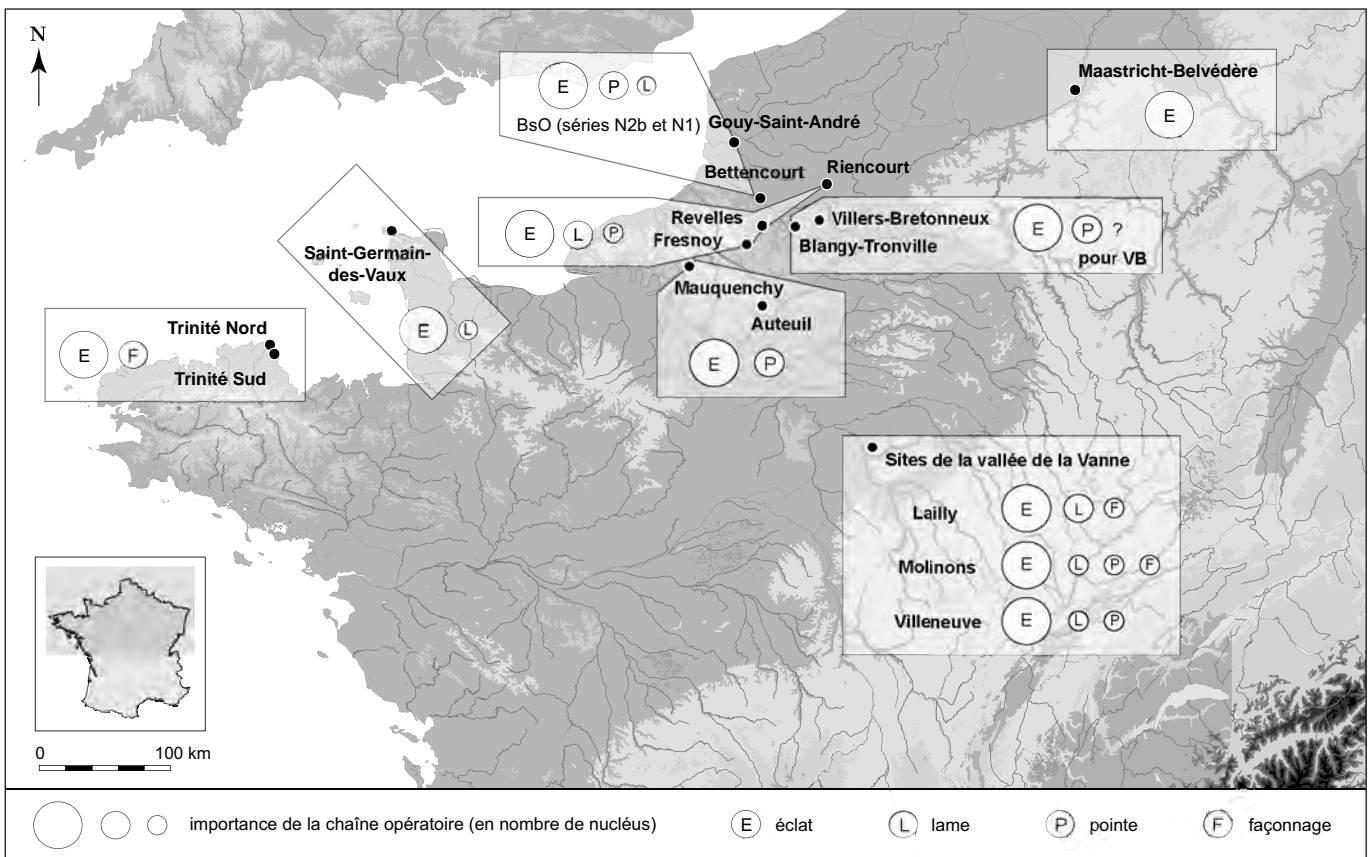 N
E P L
BsO (séries N2b et N1)
Gouy-Saint-André
Bettencourt
Riencourt
Maastricht-Belvédère
E
E L P
Revelles
Fresnoy
Villers-Bretonneux
Blangy-Tronville
E P ?
pour VB
Saint-Germain-
des-Vaux
E L
Mauquenchy
Auteuil
E P
Trinité Nord
E F
Trinité Sud
Sites de la vallée de la Vanne
Lailly E L F
Molinons E L P F
Villeneuve E L P
0 100 km
importance de la chaîne opératoire (en nombre de nucléus)
E éclat
L lame
P pointe
F façonnage